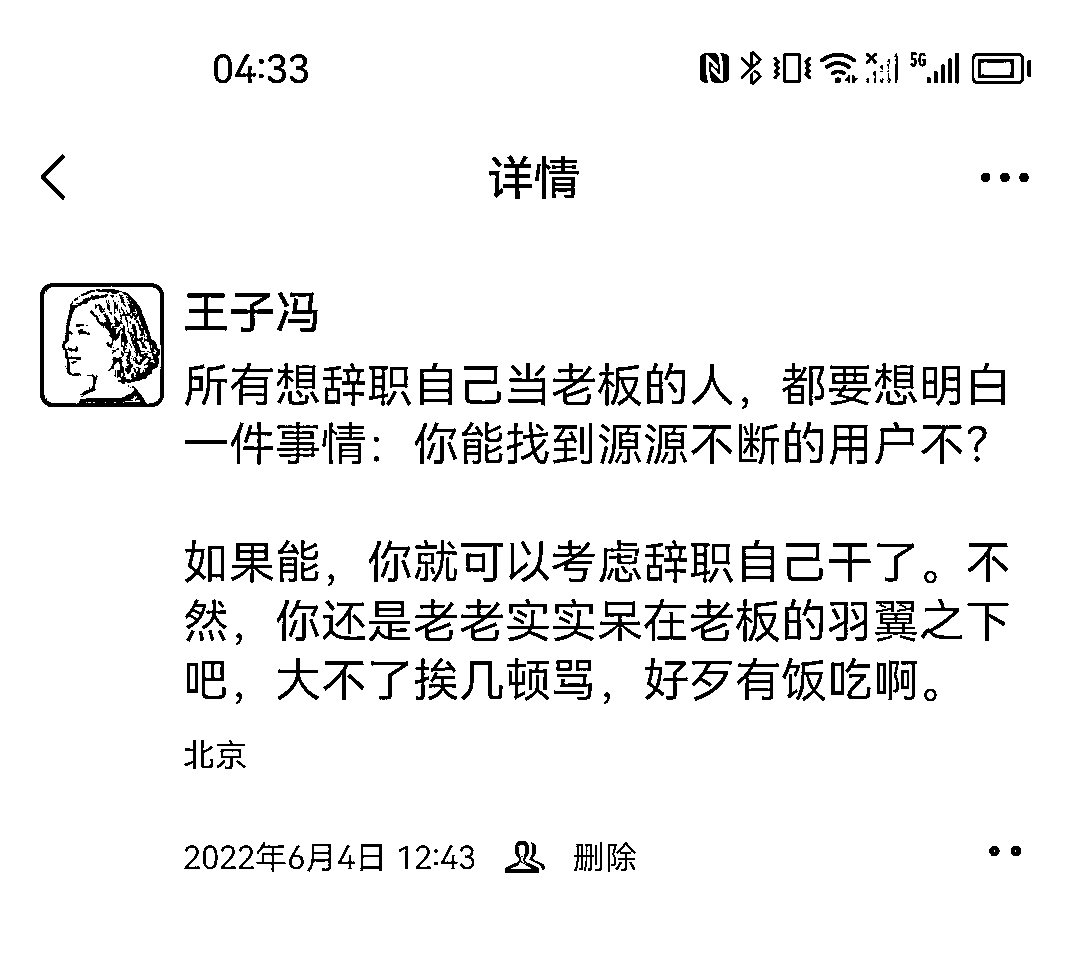 04:33
5G
详情
王子冯
所有想辞职自己当老板的人，都要想明白
一件事情：你能找到源源不断的用户不？
如果能，你就可以考虑辞职自己干了。不
然，你还是老老实实呆在老板的羽翼之下
吧，大不了挨几顿骂，好歹有饭吃啊。
北京
2022年6月4日 12:43 删除